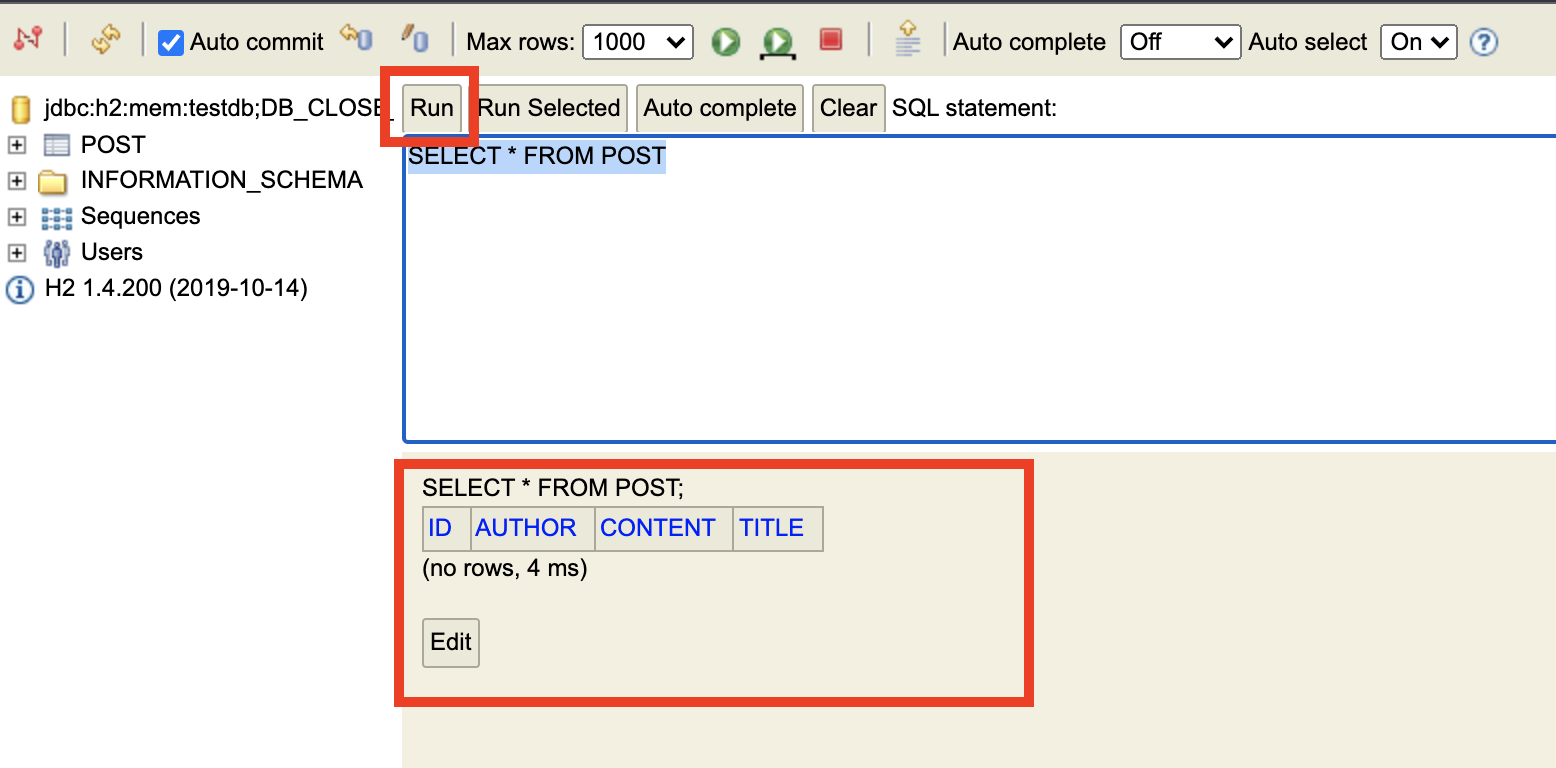 Auto commit Max rows: 1000 Auto complete Off Auto select On ?
jdbc:h2:mem:testdb;DB_CLOSE_
POST
INFORMATION_SCHEMA
Sequences
Users
H2 1.4.200 (2019-10-14)
Run Run Selected Auto complete Clear SQL statement:
SELECT * FROM POST
SELECT * FROM POST;
ID AUTHOR CONTENT TITLE
(no rows, 4 ms)
Edit